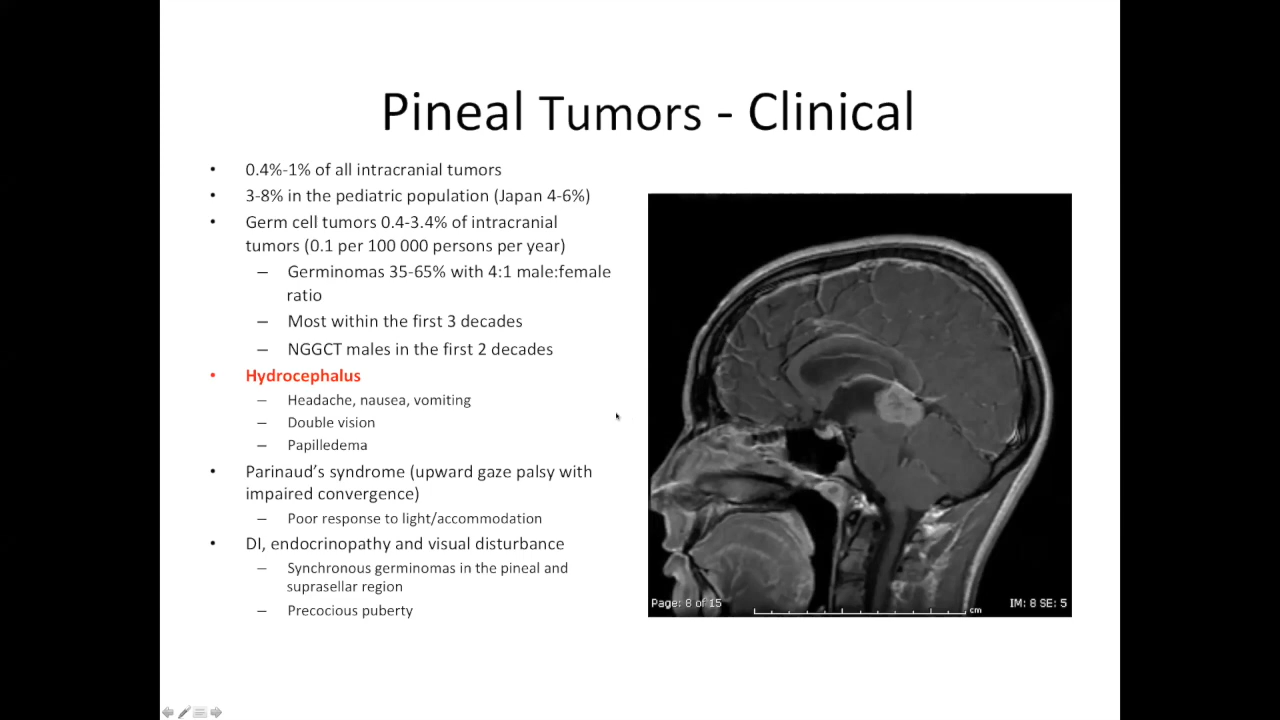 Pineal Tumors - Clinical
• 0.4%-1% of all intracranial tumors
• 3-8% in the pediatric population (Japan 4-6%)
• Germ cell tumors 0.4-3.4% of intracranial
tumors (0.1 per 100 000 persons per year)
– Germinomas 35-65% with 4:1 male:female
ratio
– Most within the first 3 decades
– NGGCT males in the first 2 decades
• Hydrocephalus
– Headache, nausea, vomiting
– Double vision
– Papilledema
• Parinaud’s syndrome (upward gaze palsy with
impaired convergence)
– Poor response to light/accommodation
• DI, endocrinopathy and visual disturbance
– Synchronous germinomas in the pineal and
suprasellar region
– Precocious puberty
Page: 8 of 15
cm
IM: 8 SE: 5